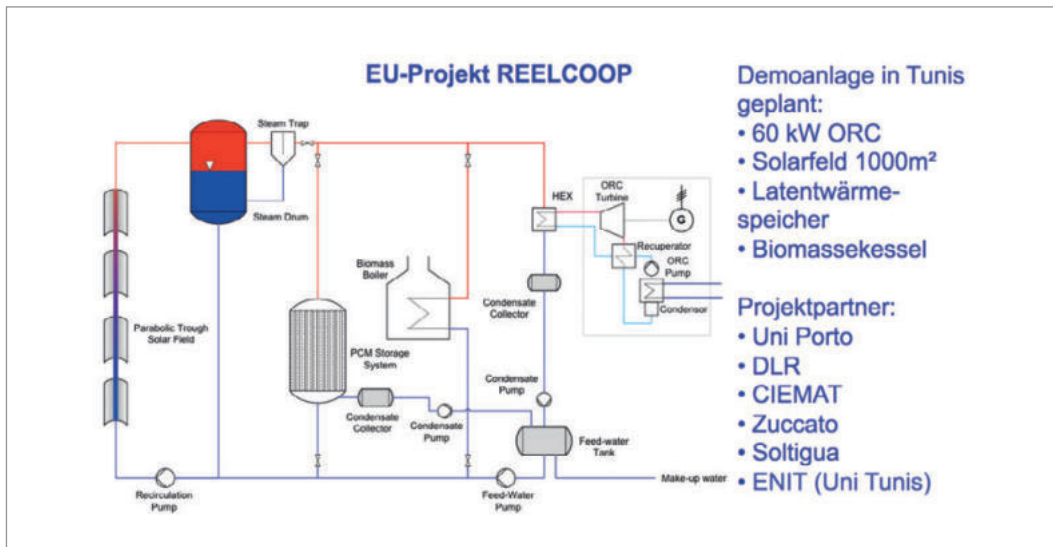 EU-Projekt REELCOOP
Steam Trap
Steam Drum
Parabolic Trough
Solar Field
Recirculation
Pump
PCM Storage
System
Biomass
Boiler
Condensate
Collector
Condensate
Pump
HEX
ORC
Turbine
G
Recuperator
ORC
Pump
Condensor
Condensate
Collector
Condensate
Pump
Feed-water
Tank
Feed-Water
Pump
Make-up water
Demoanlage in Tunis
geplant:
• 60 kW ORC
• Solarfeld 1000m²
• Latentwärme-
speicher
• Biomassekessel
Projektpartner:
• Uni Porto
• DLR
• CIEMAT
• Zuccato
• Soltigua
• ENIT (Uni Tunis)